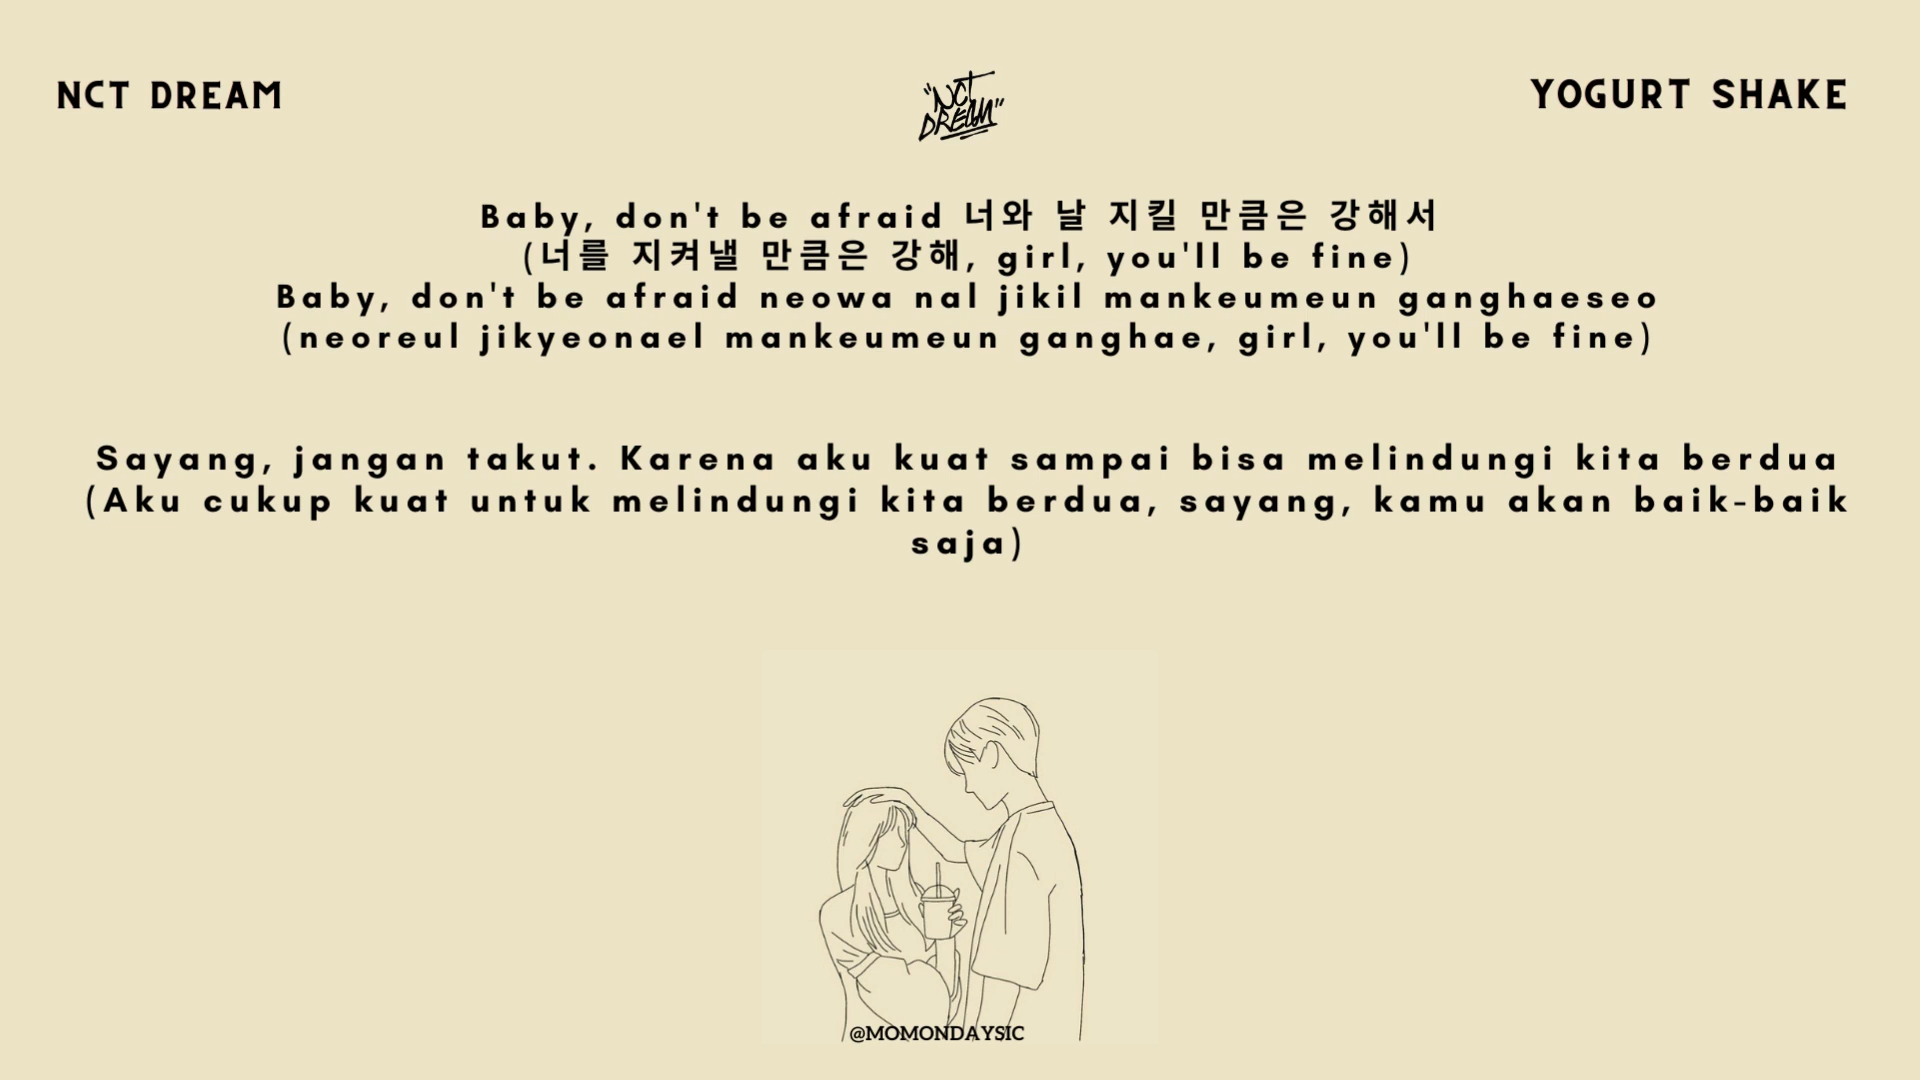 NCT DREAM
"NCT
DREAM"
YOGURT SHAKE
Baby, don't be afraid 너와 날 지킬 만큼은 강해서
(너를 지켜낼 만큼은 강해, girl, you'll be fine)
Baby, don't be afraid neowa nal jikil mankeumeun ganghaeseo
(neoreul jikyeonael mankeumeun ganghae, girl, you'll be fine)
Sayang, jangan takut. Karena aku kuat sampai bisa melindungi kita berdua
(Aku cukup kuat untuk melindungi kita berdua, sayang, kamu akan baik-baik
saja)
@MOMONDAYSIC